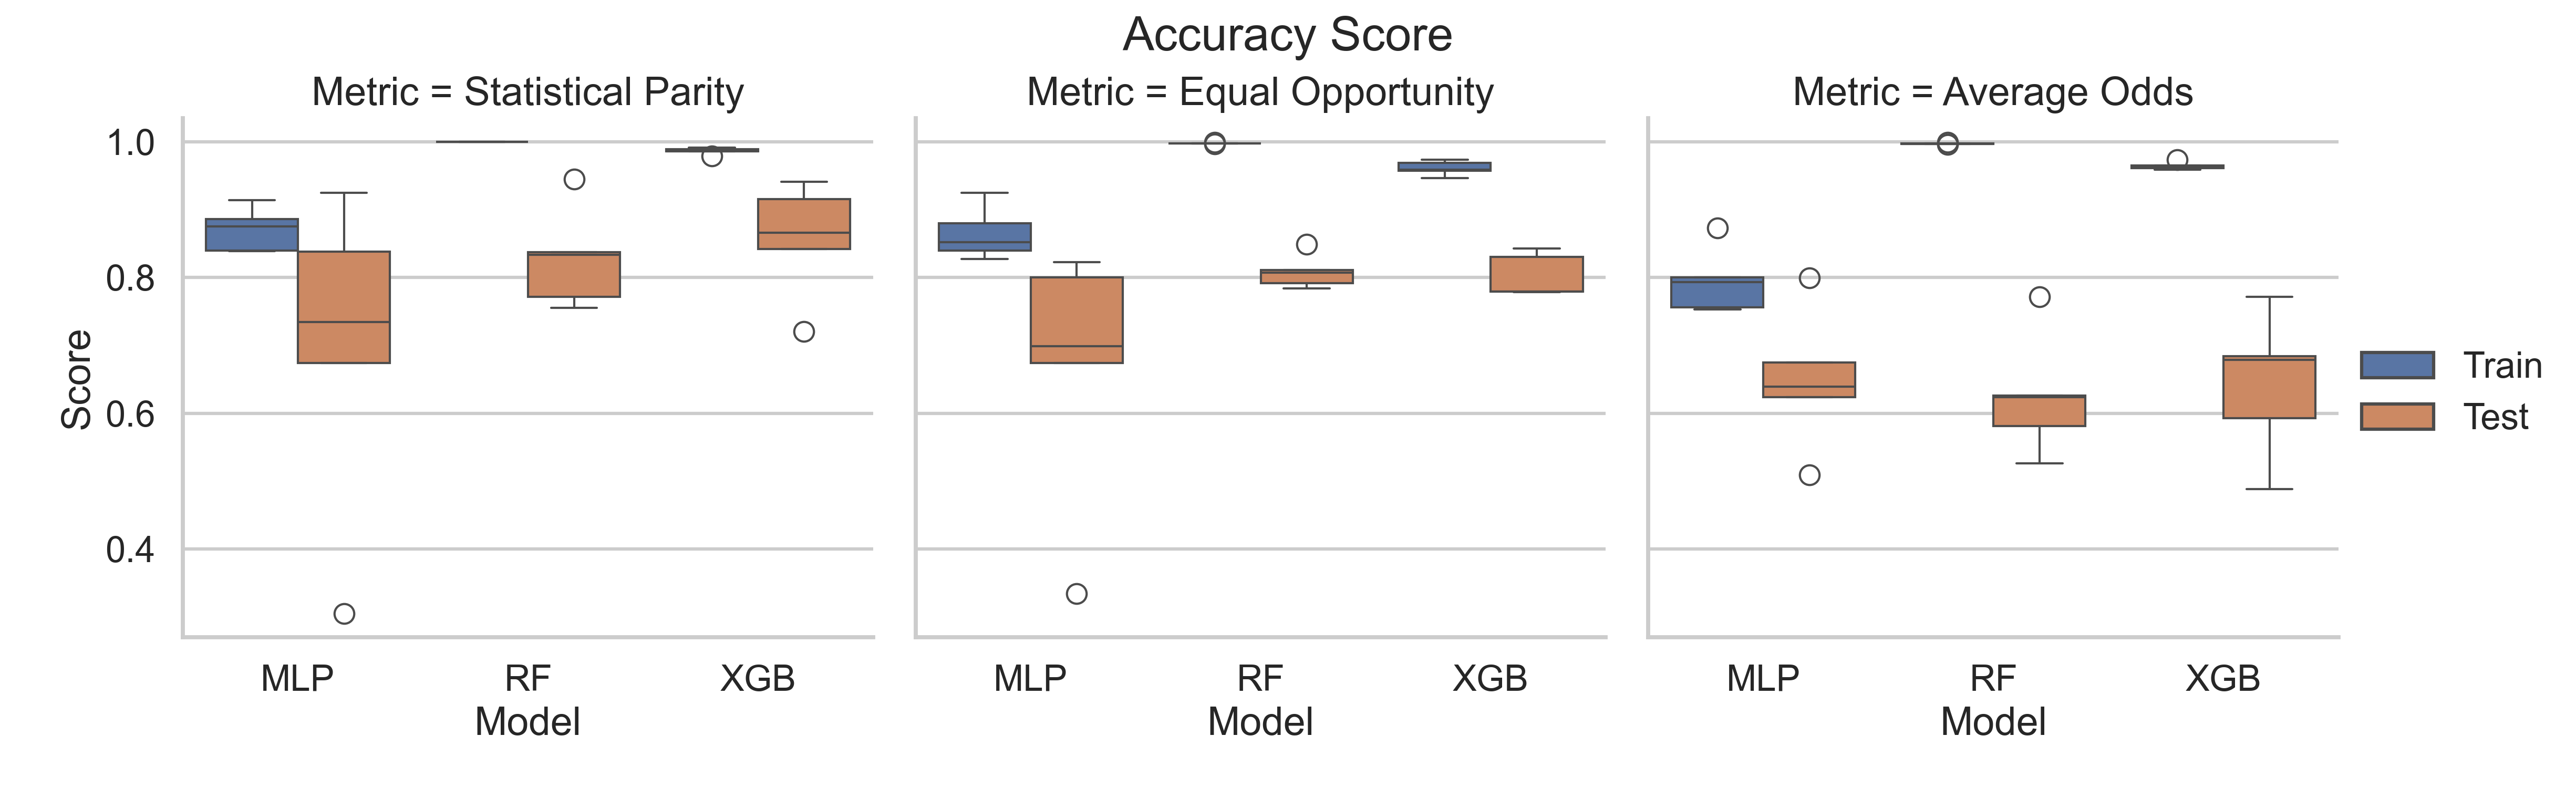 Accuracy Score
Metric = Statistical Parity
Metric = Equal Opportunity
Metric = Average Odds
Score
1.0
0.8
0.6
0.4
MLP RF XGB
MLP RF XGB
MLP RF XGB
Model
Model
Model
Train
Test